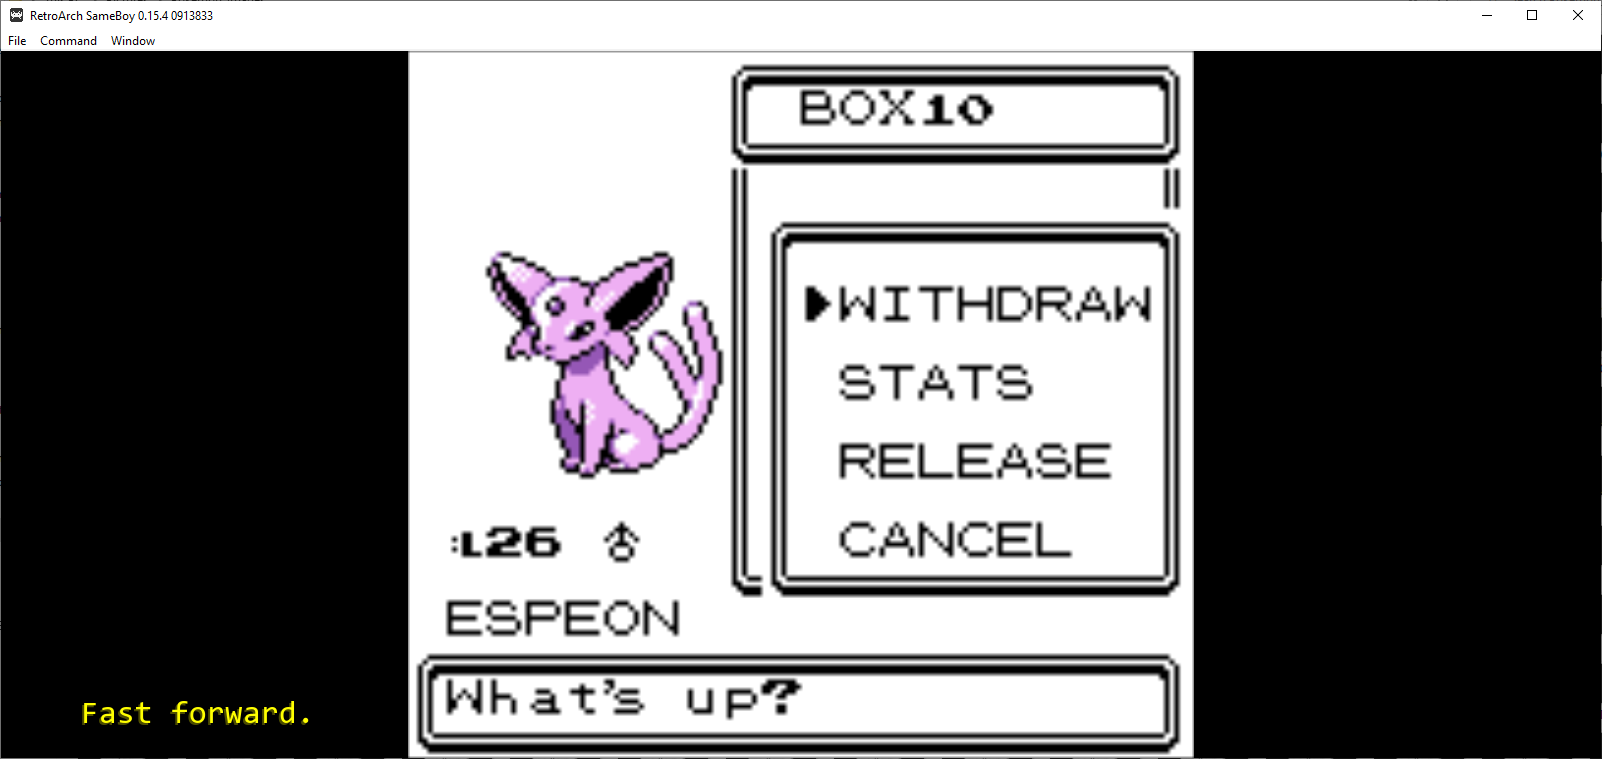 RetroArch SameBoy 0.15.4 0913833
File Command Window
BOX10
WITHDRAW
STATS
RELEASE
CANCEL
:L26 ♂
ESPEON
What's up?
Fast forward.